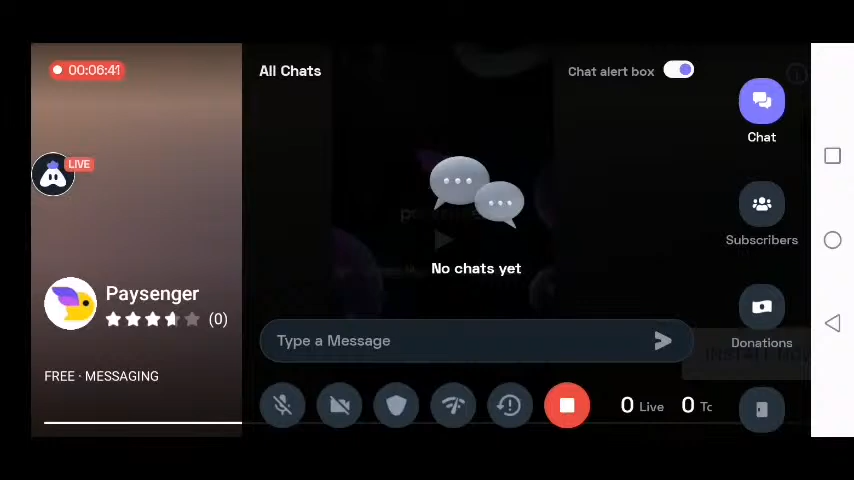 00:06:41
All Chats
Chat alert box
LIVE
Chat
Subscribers
No chats yet
Paysenger
(0)
Type a Message
Donations
FREE · MESSAGING
0 Live 0 Tc